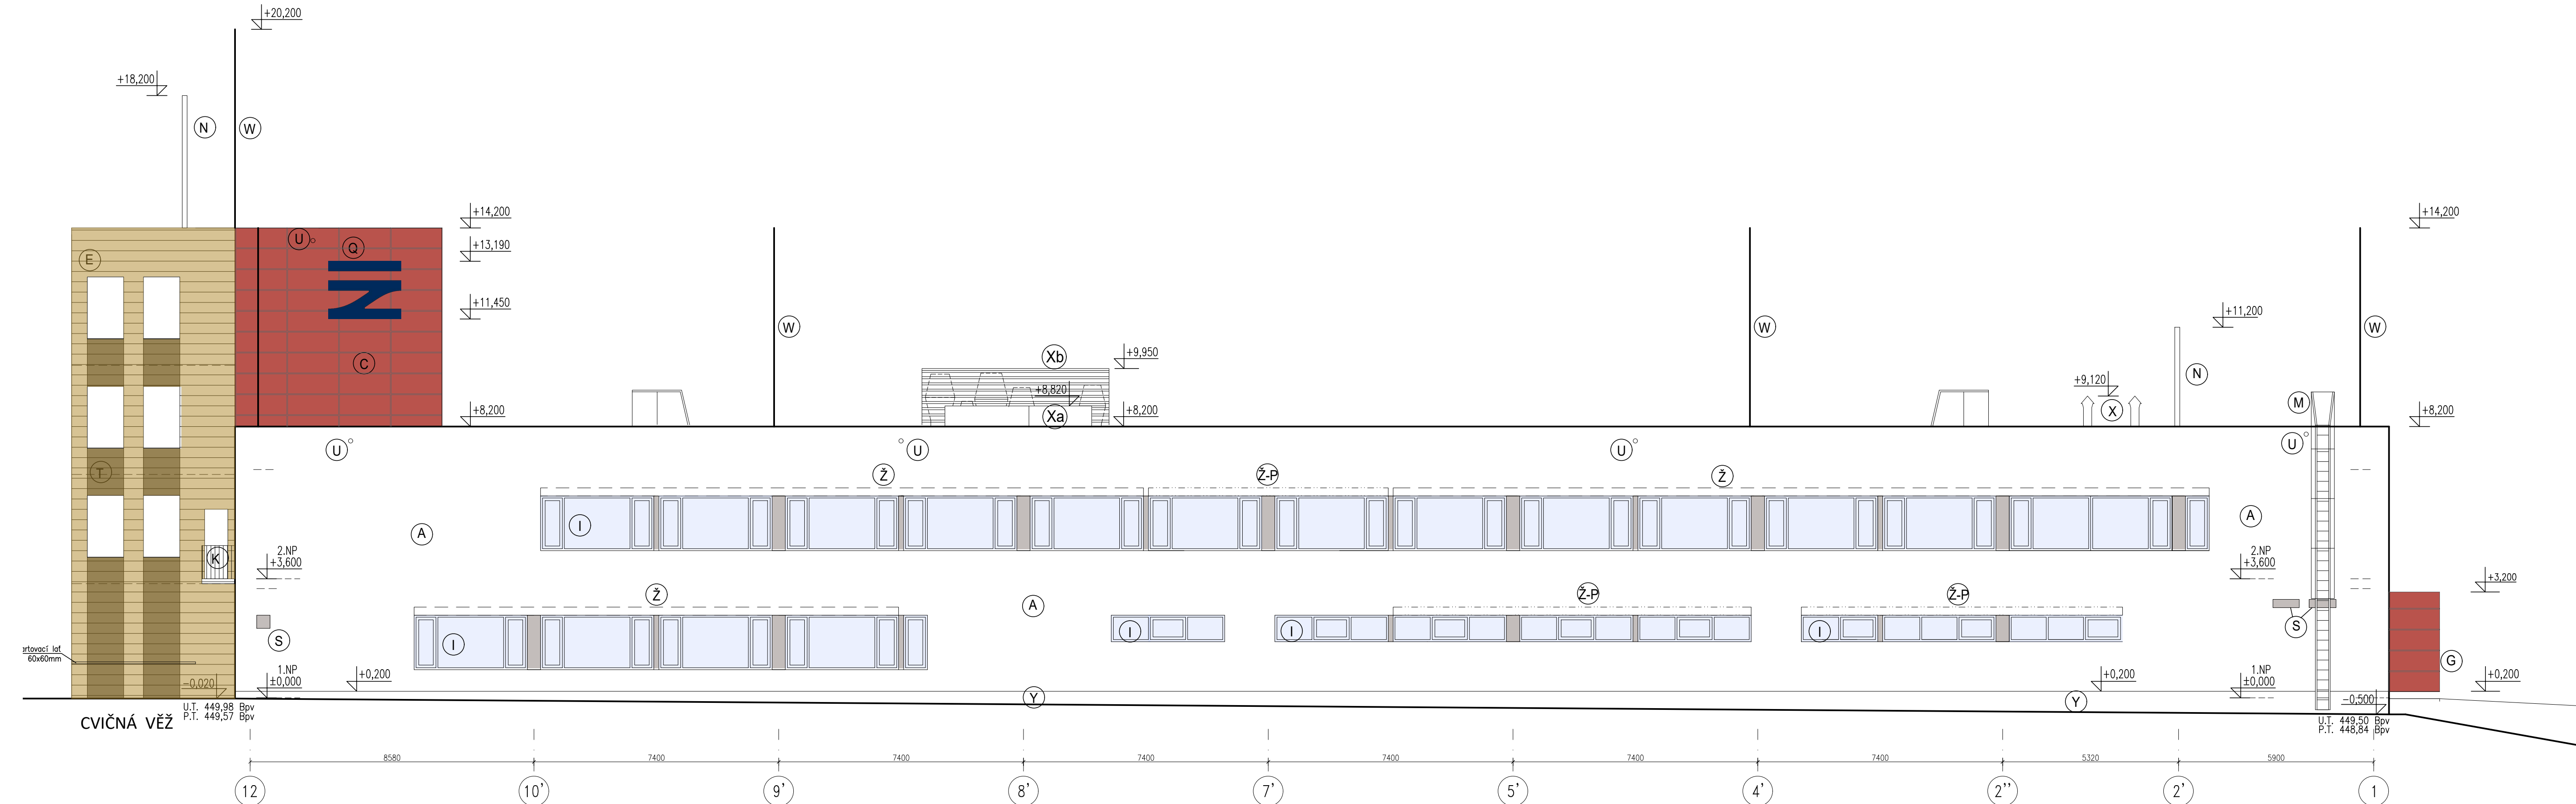 +20,200
+18,200
N
W
+14,200
+14,200
U
Q
+13,190
E
+11,450
+11,200
W
W
W
Xb
+9,950
C
+8,820
N
+9,120
M
X
+8,200
Xa
+8,200
+8,200
U
U
U
U
T
Ž
Ž-P
Ž
I
A
A
K
2.NP
+3,600
2.NP
+3,600
+3,200
Ž
Ž-P
Ž-P
A
S
I
I
I
I
S
ortovací lať
60x60mm
G
1.NP
±0,000
+0,200
-0,020
+0,200
1.NP
±0,000
+0,200
Y
Y
-0,500
CVIČNÁ VĚŽ
U.T. 449,98 Bpv
P.T. 449,57 Bpv
U.T. 449,50 Bpv
P.T. 448,84 Bpv
8580 7400 7400 7400 7400 7400 7400 5320 5900
12 10' 9' 8' 7' 5' 4' 2'' 2' 1